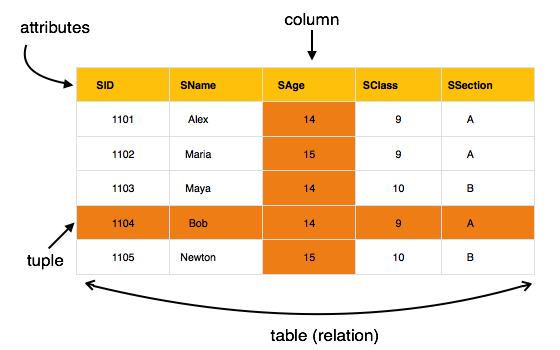 column
attributes
SID SName SAge SClass SSection
1101 Alex 14 9 A
1102 Maria 15 9 A
1103 Maya 14 10 B
1104 Bob 14 9 A
tuple
1105 Newton 15 10 B
table (relation)